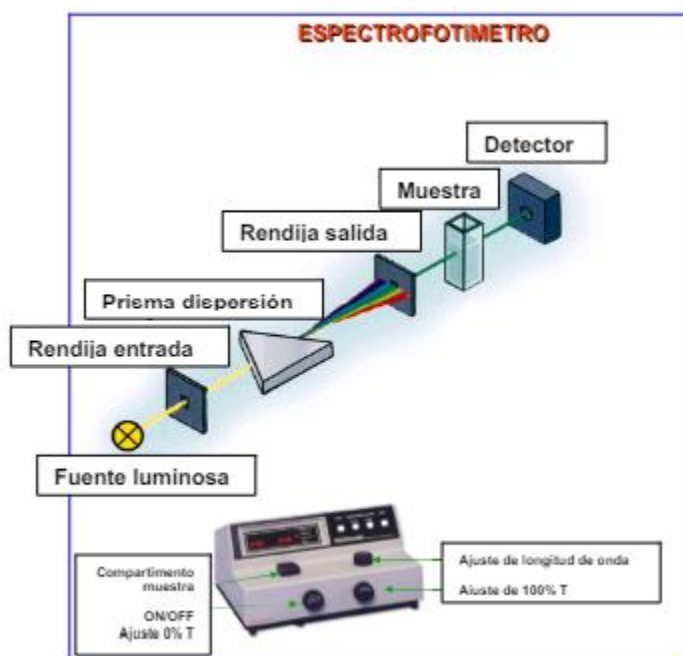 ESPECTROFOTIMETRO
Detector
Muestra
Rendija salida
Prisma dispersión
Rendija entrada
Fuente luminosa
Compartimento
muestra
ON/OFF
Ajuste 0% T
Ajuste de longitud de onda
Ajuste de 100% T